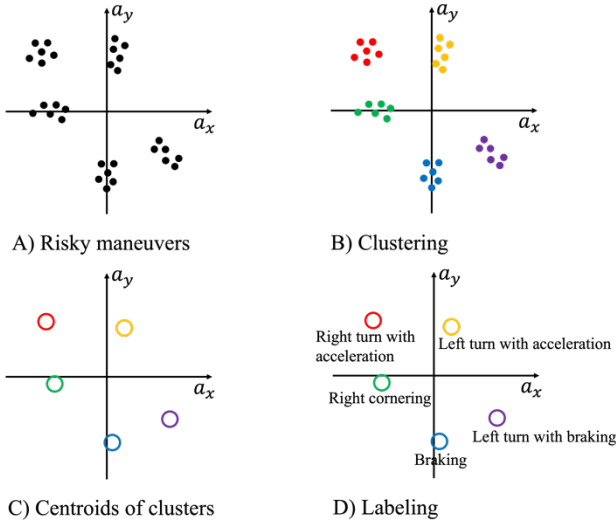 a_y
a_x
A) Risky maneuvers
a_y
a_x
B) Clustering
a_y
a_x
C) Centroids of clusters
a_y
a_x
Right turn with
acceleration
Left turn with acceleration
Right cornering
Left turn with braking
Braking
D) Labeling